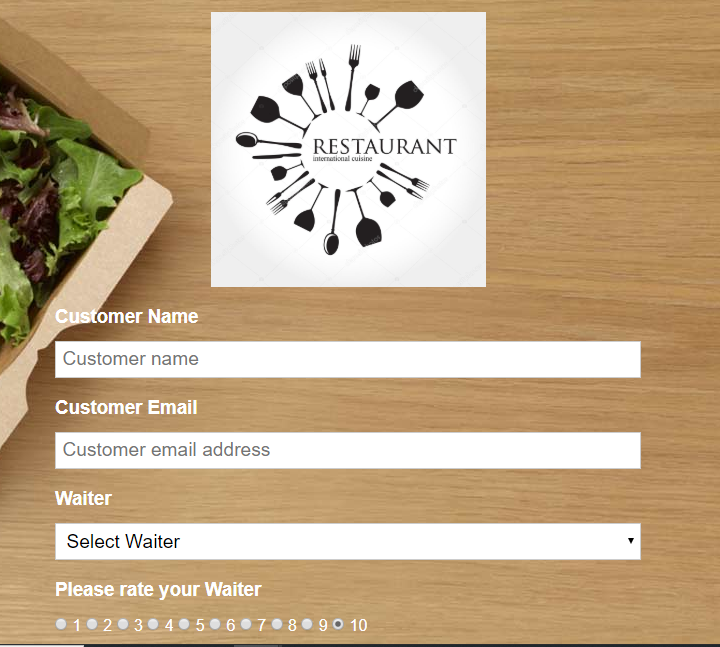 RESTAURANT
international cuisine
Customer Name
Customer name
Customer Email
Customer email address
Waiter
Select Waiter
Please rate your Waiter
1 2 3 4 5 6 7 8 9 10